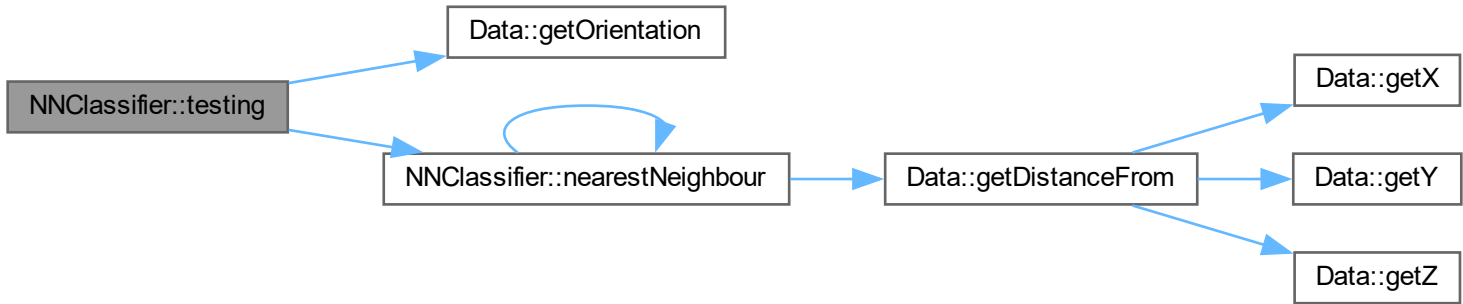 NNClassifier::testing
Data::getOrientation
NNClassifier::nearestNeighbour
Data::getDistanceFrom
Data::getX
Data::getY
Data::getZ